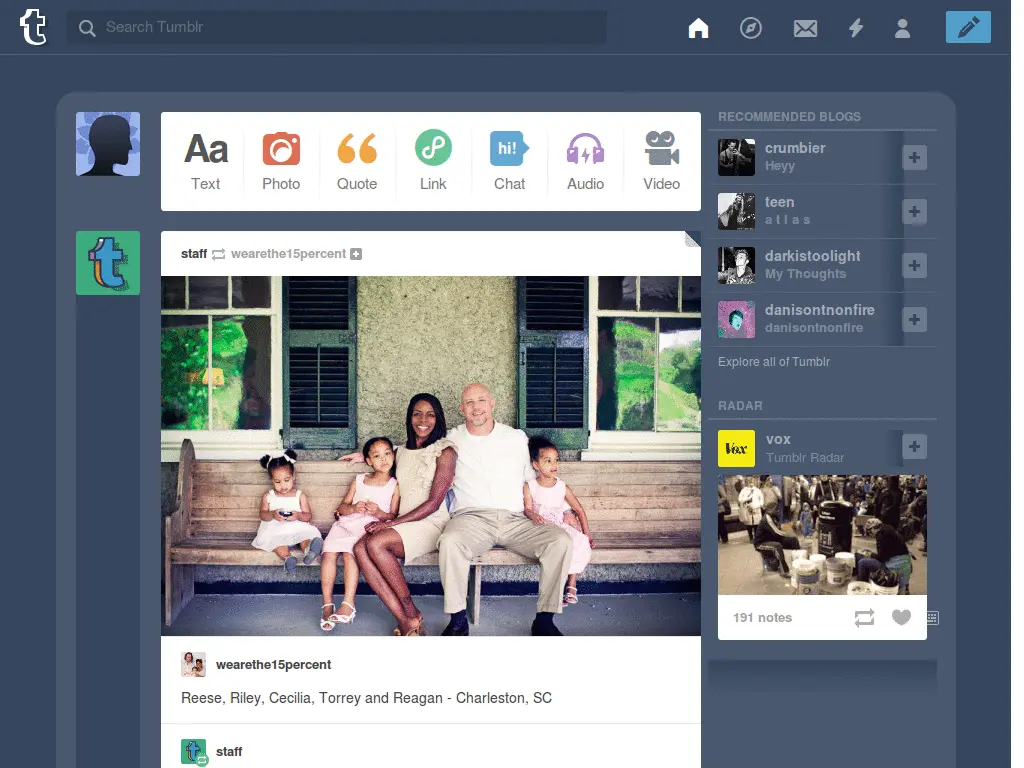 t
Search Tumblr
Aa
hi!
Text
Photo
Quote
Link
Chat
Audio
Video
RECOMMENDED BLOGS
crumbier
Heyy
teen
a t l a s
darkistoolight
My Thoughts
danisontnonfire
danisontnonfire
Explore all of Tumblr
RADAR
vox
Vox
Tumblr Radar
191 notes
t
staff wearethe15percent
wearethe15percent
Reese, Riley, Cecilia, Torrey and Reagan - Charleston, SC
t
staff